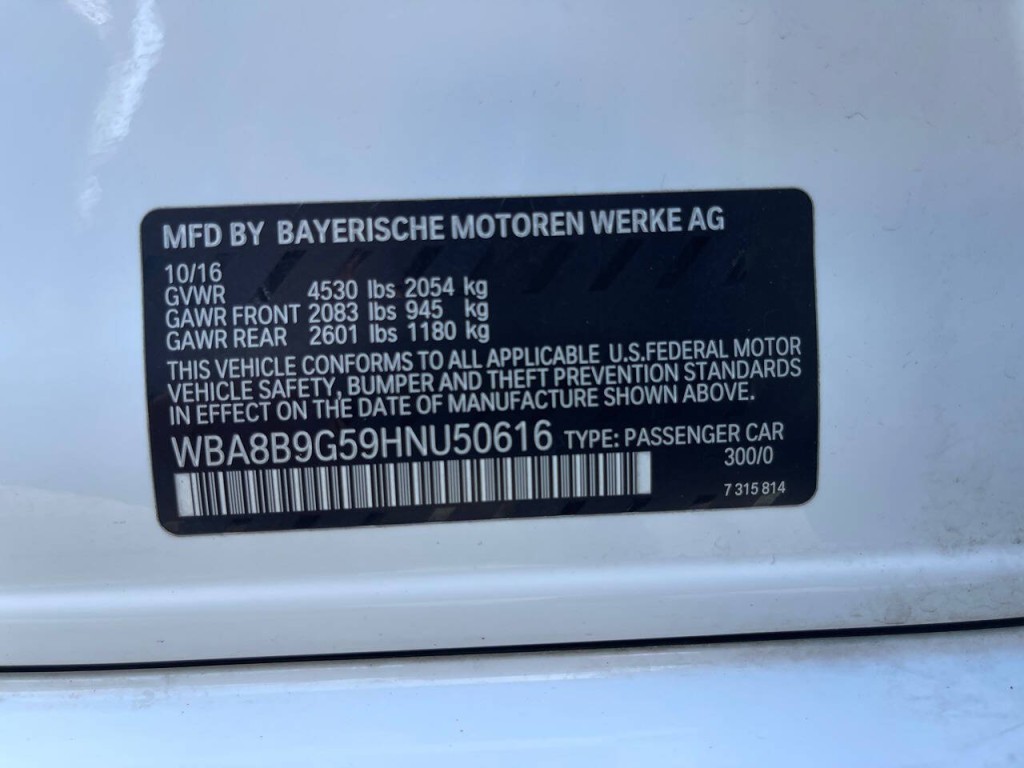 MFD BY BAYERISCHE MOTOREN WERKE AG
10/16
GVWR 4530 lbs 2054 kg
GAWR FRONT 2083 lbs 945 kg
GAWR REAR 2601 lbs 1180 kg
THIS VEHICLE CONFORMS TO ALL APPLICABLE U.S.FEDERAL MOTOR
VEHICLE SAFETY, BUMPER AND THEFT PREVENTION STANDARDS
IN EFFECT ON THE DATE OF MANUFACTURE SHOWN ABOVE.
WBA8B9G59HNU50616 TYPE: PASSENGER CAR
300/0
7 315 814